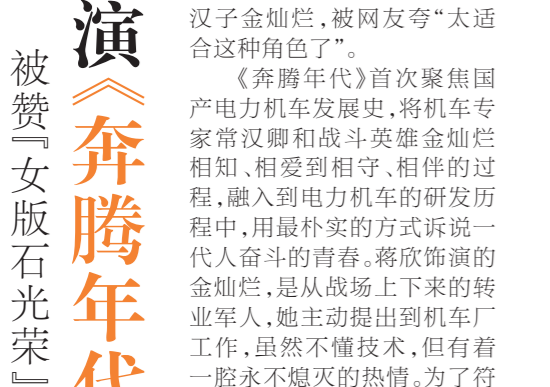 演《奔腾年代
被赞『女版石光荣』
汉子金灿烂，被网友夸“太适
合这种角色了”。
《奔腾年代》首次聚焦国
产电力机车发展史，将机车专
家常汉卿和战斗英雄金灿烂
相知、相爱到相守、相伴的过
程，融入到电力机车的研发历
程中，用最朴实的方式诉说一
代人奋斗的青春。蒋欣饰演的
金灿烂，是从战场上下来的转
业军人，她主动提出到机车厂
工作，虽然不懂技术，但有着
一腔永不熄灭的热情。为了符